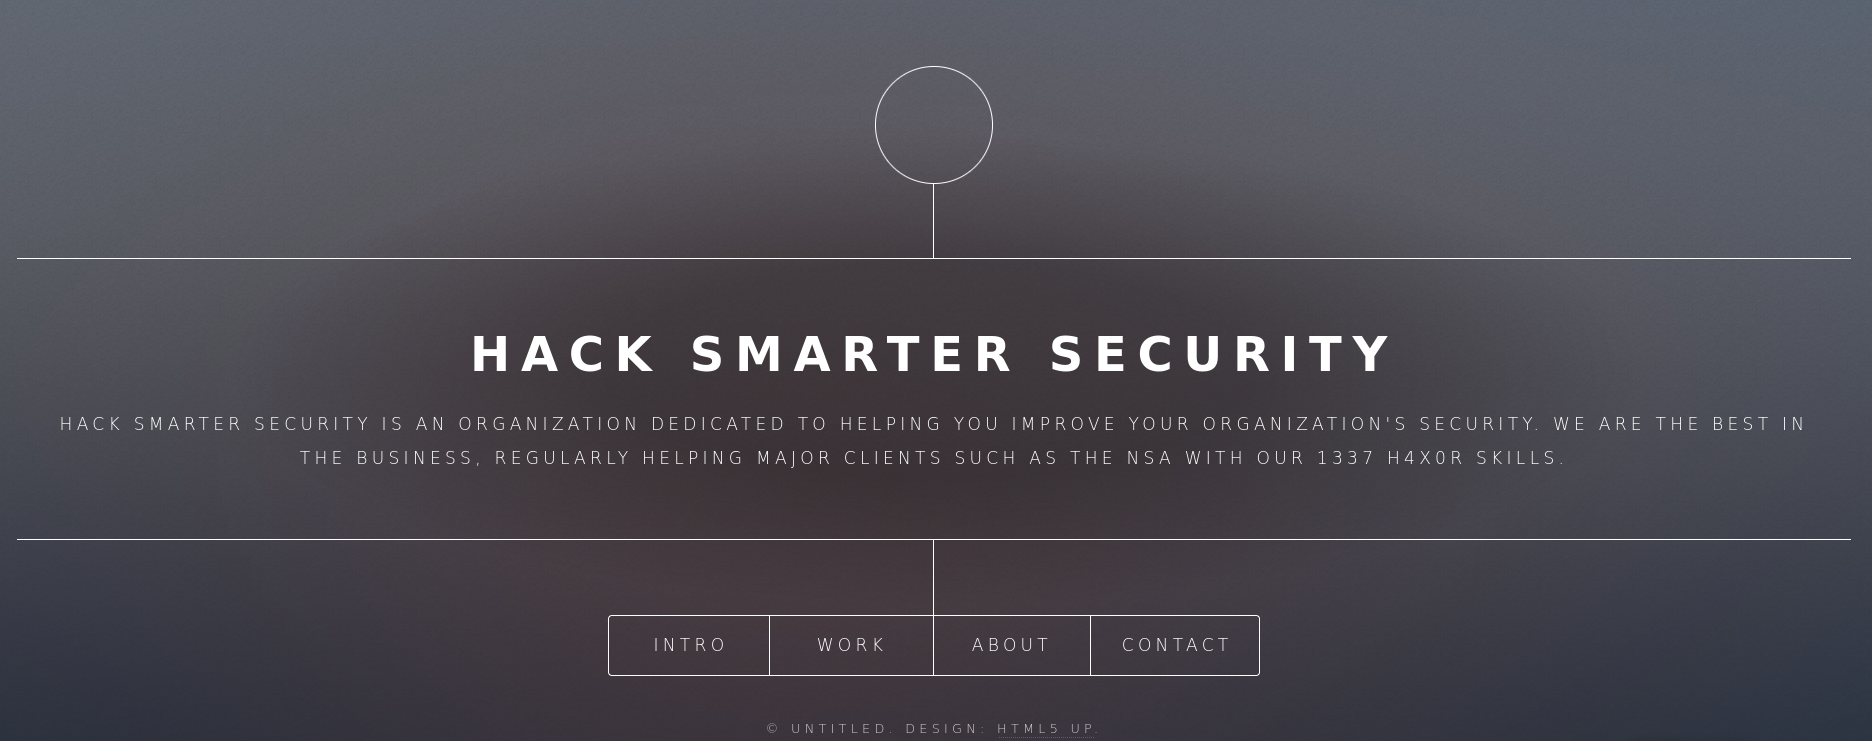 HACK SMARTER SECURITY
HACK SMARTER SECURITY IS AN ORGANIZATION DEDICATED TO HELPING YOU IMPROVE YOUR ORGANIZATION'S SECURITY. WE ARE THE BEST IN
THE BUSINESS, REGULARLY HELPING MAJOR CLIENTS SUCH AS THE NSA WITH OUR 1337 H4X0R SKILLS.
INTRO WORK ABOUT CONTACT
© UNTITLED. DESIGN: HTML5 UP.